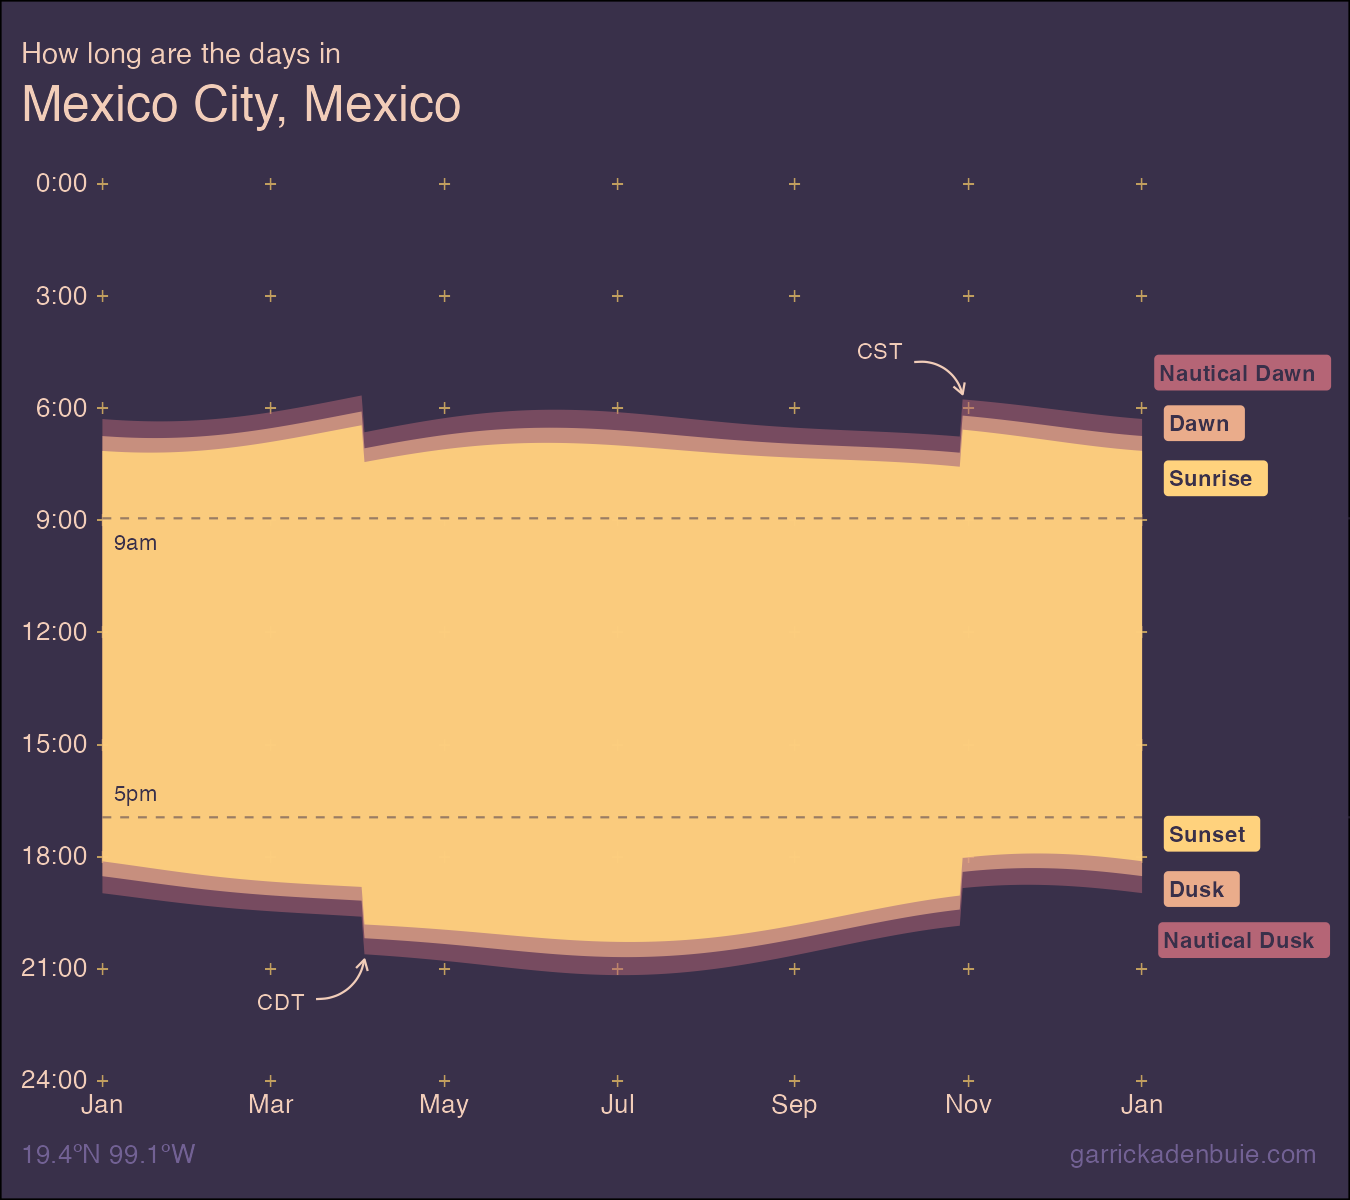 How long are the days in
Mexico City, Mexico
0:00
3:00
CST
Nautical Dawn
6:00
Dawn
Sunrise
9:00
9am
12:00
15:00
5pm
Sunset
18:00
Dusk
Nautical Dusk
21:00
CDT
24:00
Jan Mar May Jul Sep Nov Jan
19.4°N 99.1°W
garrickadenbuie.com